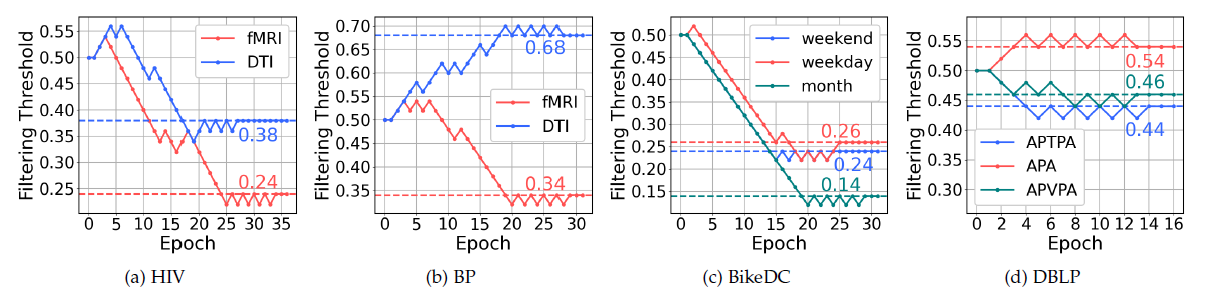 Filtering Threshold
0.55
0.50
0.45
0.40
0.35
0.30
0.25
fMRI
DTI
0.38
0.24
0 5 10 15 20 25 30 35
Epoch
(a) HIV
Filtering Threshold
0.70
0.65
0.60
0.55
0.50
0.45
0.40
0.35
0.68
fMRI
DTI
0.34
0 5 10 15 20 25 30
Epoch
(b) BP
Filtering Threshold
0.50
0.45
0.40
0.35
0.30
0.25
0.20
0.15
weekend
weekday
month
0.26
0.24
0.14
0 5 10 15 20 25 30
Epoch
(c) BikeDC
Filtering Threshold
0.55
0.50
0.45
0.40
0.35
0.30
0.54
0.46
0.44
APTPA
APA
APVPA
0 2 4 6 8 10 12 14 16
Epoch
(d) DBLP